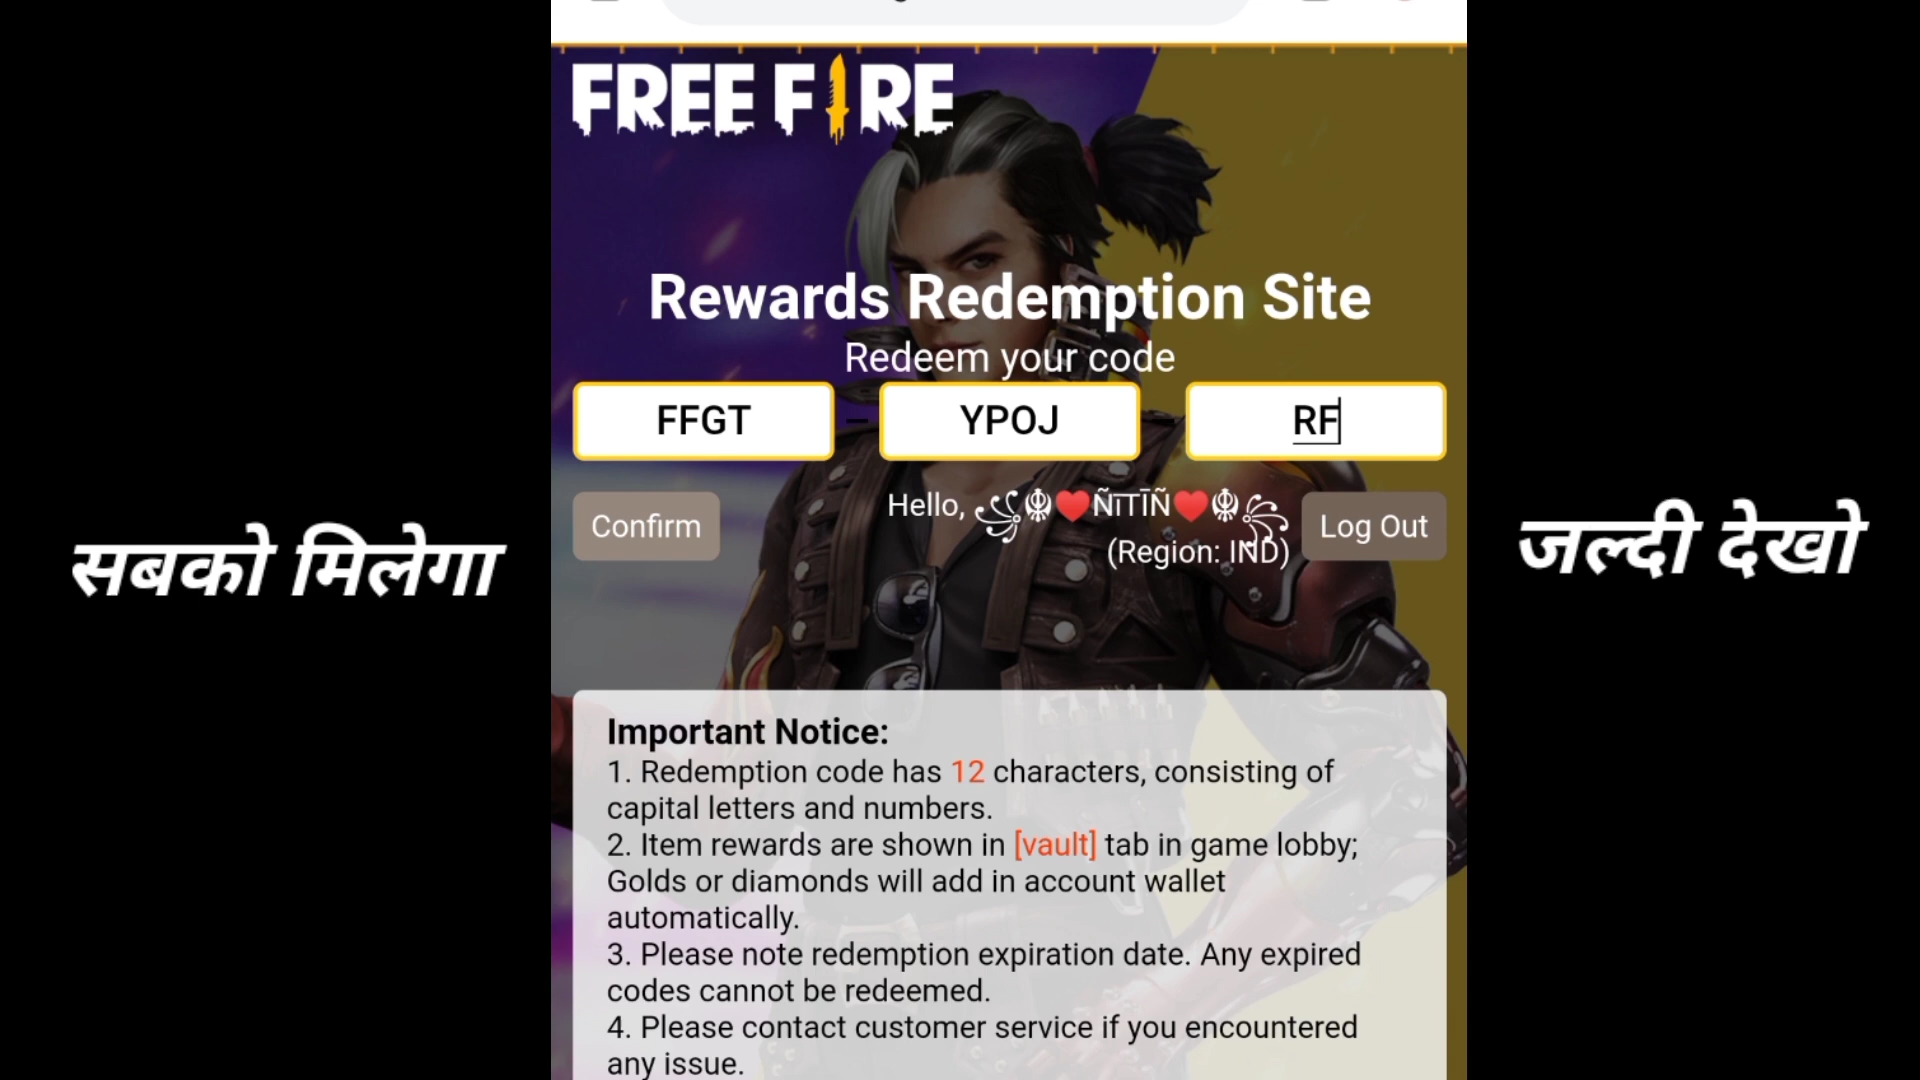 FREE FIRE
Rewards Redemption Site
Redeem your code
FFGT - YPOJ - RF
Confirm
Hello, ꧁☬❤️ÑīTĪÑ❤️☬꧂
(Region: IND)
Log Out
सबको मिलेगा
जल्दी देखो
Important Notice:
1. Redemption code has 12 characters, consisting of
capital letters and numbers.
2. Item rewards are shown in [vault] tab in game lobby;
Golds or diamonds will add in account wallet
automatically.
3. Please note redemption expiration date. Any expired
codes cannot be redeemed.
4. Please contact customer service if you encountered
any issue.